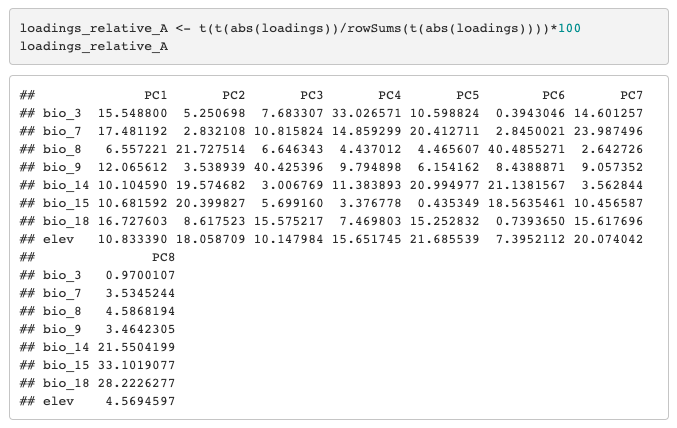 loadings_relative_A <- t(t(abs(loadings))/rowSums(t(abs(loadings))))*100
loadings_relative_A
##              PC1       PC2       PC3       PC4       PC5        PC6       PC7
## bio_3  15.548800  5.250698  7.683307 33.026571 10.598824  0.3943046 14.601257
## bio_7  17.481192  2.832108 10.815824 14.859299 20.412711  2.8450021 23.987496
## bio_8   6.557221 21.727514  6.646343  4.437012  4.465607 40.4855271  2.642726
## bio_9  12.065612  3.538939 40.425396  9.794898  6.154162  8.4388871  9.057352
## bio_14 10.104590 19.574682  3.006769 11.383893 20.994977 21.1381567  3.562844
## bio_15 10.681592 20.399827  5.699160  3.376778  0.435349 18.5635461 10.456587
## bio_18 16.727603  8.617523 15.575217  7.469803 15.252832  0.7393650 15.617696
## elev   10.833390 18.058709 10.147984 15.651745 21.685539  7.3952112 20.074042
##               PC8
## bio_3   0.9700107
## bio_7   3.5345244
## bio_8   4.5868194
## bio_9   3.4642305
## bio_14 21.5504199
## bio_15 33.1019077
## bio_18 28.2226277
## elev    4.5694597